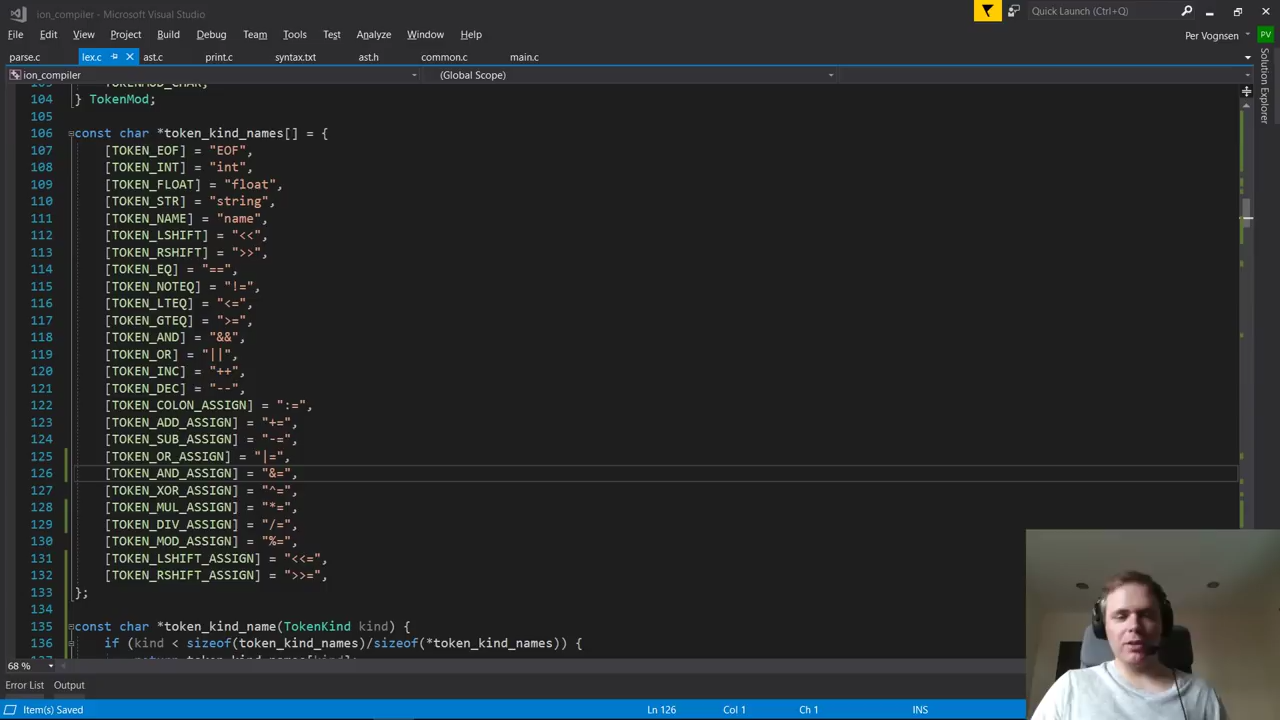 ion_compiler - Microsoft Visual Studio
Quick Launch (Ctrl+Q)
File Edit View Project Build Debug Team Tools Test Analyze Window Help
Per Vognsen PV
parse.c lex.c ast.c print.c syntax.txt ast.h common.c main.c
Solution Explorer
ion_compiler (Global Scope)
TOKENMOD_CHAR,
104 } TokenMod;
105
106 const char *token_kind_names[] = {
107 [TOKEN_EOF] = "EOF",
108 [TOKEN_INT] = "int",
109 [TOKEN_FLOAT] = "float",
110 [TOKEN_STR] = "string",
111 [TOKEN_NAME] = "name",
112 [TOKEN_LSHIFT] = "<<",
113 [TOKEN_RSHIFT] = ">>",
114 [TOKEN_EQ] = "==",
115 [TOKEN_NOTEQ] = "!=",
116 [TOKEN_LTEQ] = "<=",
117 [TOKEN_GTEQ] = ">=",
118 [TOKEN_AND] = "&&",
119 [TOKEN_OR] = "||",
120 [TOKEN_INC] = "++",
121 [TOKEN_DEC] = "--",
122 [TOKEN_COLON_ASSIGN] = ":=",
123 [TOKEN_ADD_ASSIGN] = "+=",
124 [TOKEN_SUB_ASSIGN] = "-=",
125 [TOKEN_OR_ASSIGN] = "|=",
126 [TOKEN_AND_ASSIGN] = "&=",
127 [TOKEN_XOR_ASSIGN] = "^=",
128 [TOKEN_MUL_ASSIGN] = "*=",
129 [TOKEN_DIV_ASSIGN] = "/=",
130 [TOKEN_MOD_ASSIGN] = "%=",
131 [TOKEN_LSHIFT_ASSIGN] = "<<=",
132 [TOKEN_RSHIFT_ASSIGN] = ">>=",
133 };
134
135 const char *token_kind_name(TokenKind kind) {
136 if (kind < sizeof(token_kind_names)/sizeof(*token_kind_names)) {
68 %
Error List Output
Item(s) Saved Ln 126 Col 1 Ch 1 INS